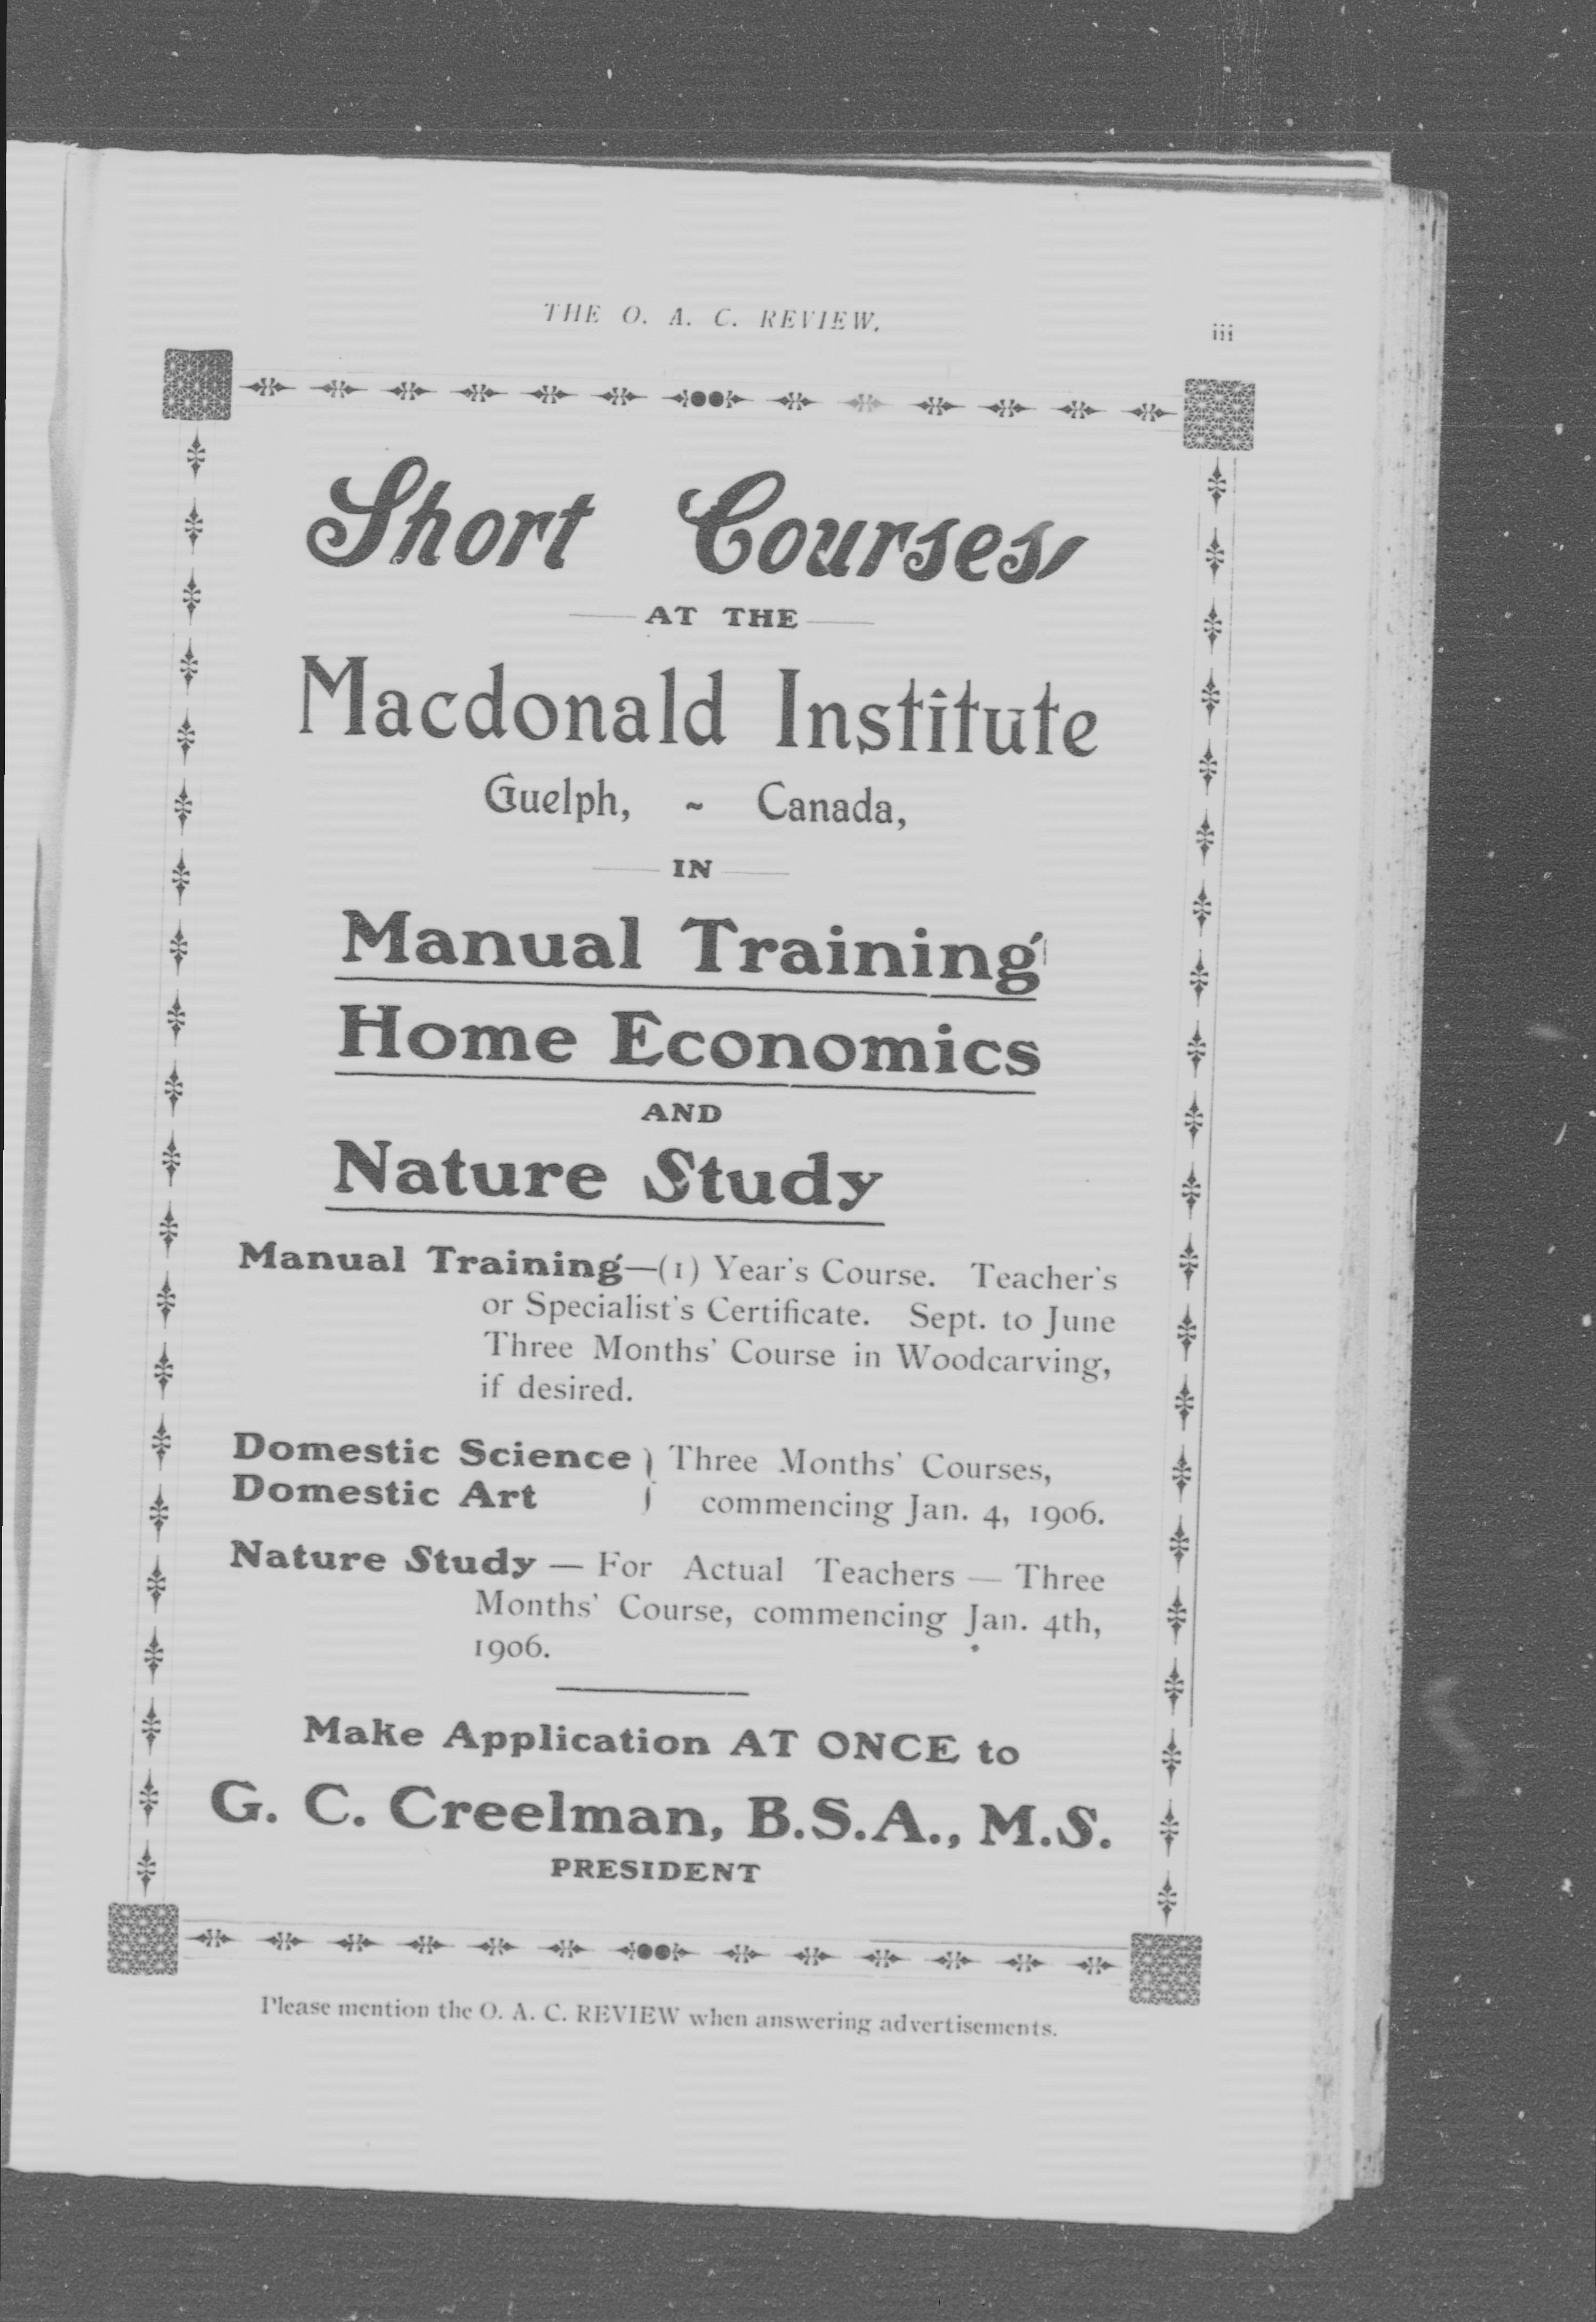 THE O. A. C. REVIEW.
iii
Short Courses
AT THE
Macdonald Institute
Guelph, ~ Canada,
IN
Manual Training
Home Economics
AND
Nature Study
Manual Training—(1) Year's Course. Teacher's
or Specialist's Certificate. Sept. to June
Three Months' Course in Woodcarving,
if desired.
Domestic Science } Three Months' Courses,
Domestic Art commencing Jan. 4, 1906.
Nature Study — For Actual Teachers — Three
Months' Course, commencing Jan. 4th,
1906.
Make Application AT ONCE to
G. C. Creelman, B.S.A., M.S.
PRESIDENT
Please mention the O. A. C. REVIEW when answering advertisements.